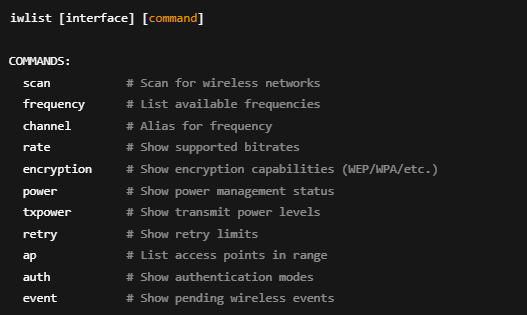 iwlist [interface] [command]
COMMANDS:
scan # Scan for wireless networks
frequency # List available frequencies
channel # Alias for frequency
rate # Show supported bitrates
encryption # Show encryption capabilities (WEP/WPA/etc.)
power # Show power management status
txpower # Show transmit power levels
retry # Show retry limits
ap # List access points in range
auth # Show authentication modes
event # Show pending wireless events